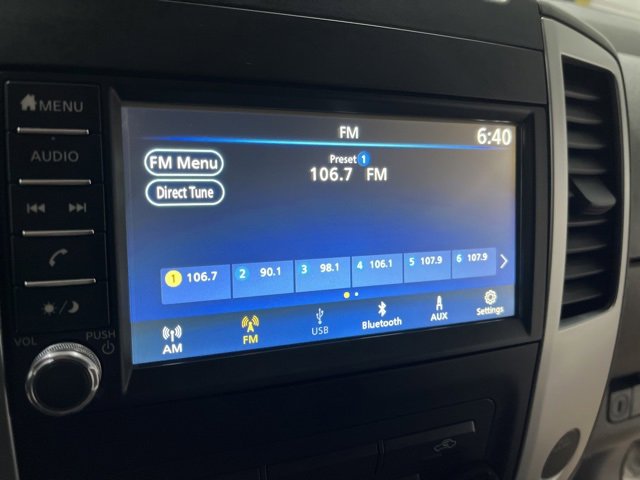 MENU
AUDIO
VOL
PUSH
FM
6:40
FM Menu
Direct Tune
Preset 1
106.7 FM
1 106.7
2 90.1
3 98.1
4 106.1
5 107.9
6 107.9
AM
FM
USB
Bluetooth
AUX
Settings